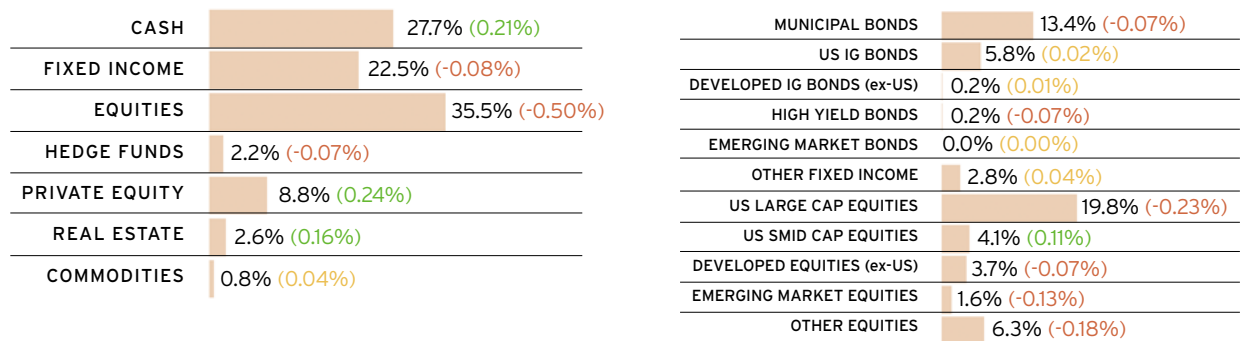 CASH 27.7% (0.21%)
FIXED INCOME 22.5% (-0.08%)
EQUITIES 35.5% (-0.50%)
HEDGE FUNDS 2.2% (-0.07%)
PRIVATE EQUITY 8.8% (0.24%)
REAL ESTATE 2.6% (0.16%)
COMMODITIES 0.8% (0.04%)
MUNICIPAL BONDS 13.4% (-0.07%)
US IG BONDS 5.8% (0.02%)
DEVELOPED IG BONDS (ex-US) 0.2% (0.01%)
HIGH YIELD BONDS 0.2% (-0.07%)
EMERGING MARKET BONDS 0.0% (0.00%)
OTHER FIXED INCOME 2.8% (0.04%)
US LARGE CAP EQUITIES 19.8% (-0.23%)
US SMID CAP EQUITIES 4.1% (0.11%)
DEVELOPED EQUITIES (ex-US) 3.7% (-0.07%)
EMERGING MARKET EQUITIES 1.6% (-0.13%)
OTHER EQUITIES 6.3% (-0.18%)